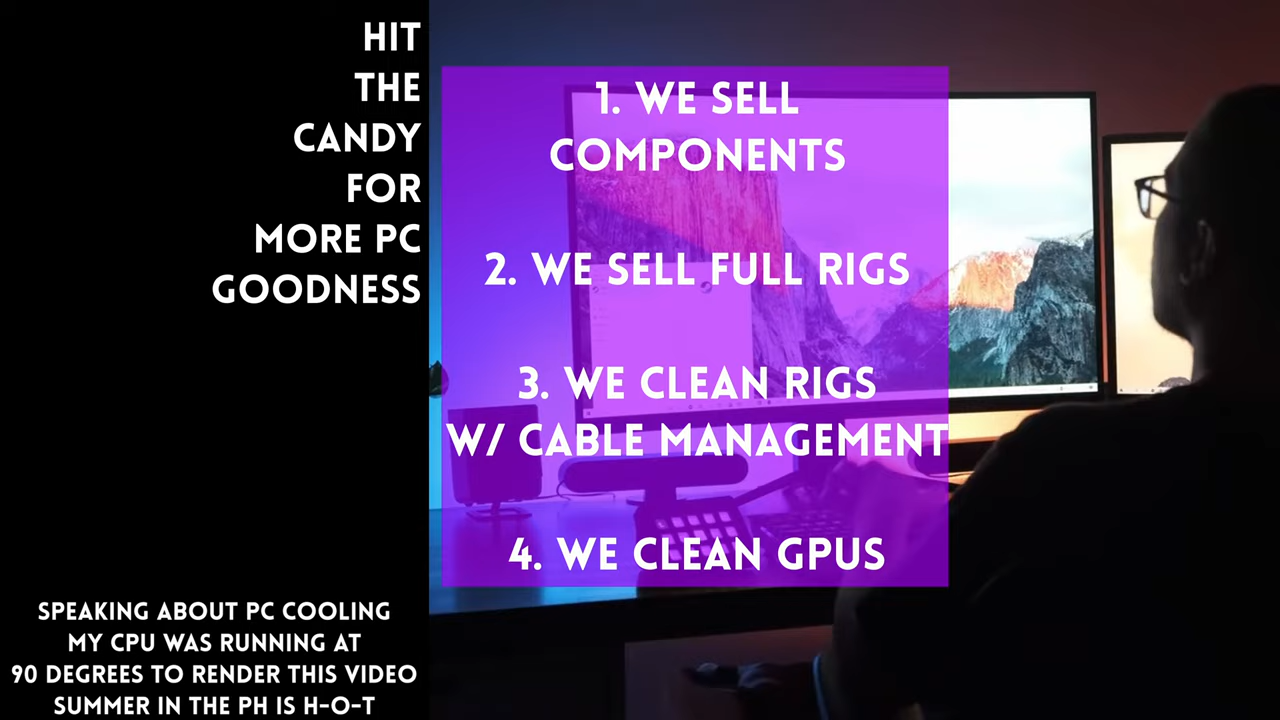 HIT
THE
CANDY
FOR
MORE PC
GOODNESS
1. WE SELL
COMPONENTS
2. WE SELL FULL RIGS
3. WE CLEAN RIGS
W/ CABLE MANAGEMENT
4. WE CLEAN GPUS
SPEAKING ABOUT PC COOLING
MY CPU WAS RUNNING AT
90 DEGREES TO RENDER THIS VIDEO
SUMMER IN THE PH IS H-O-T